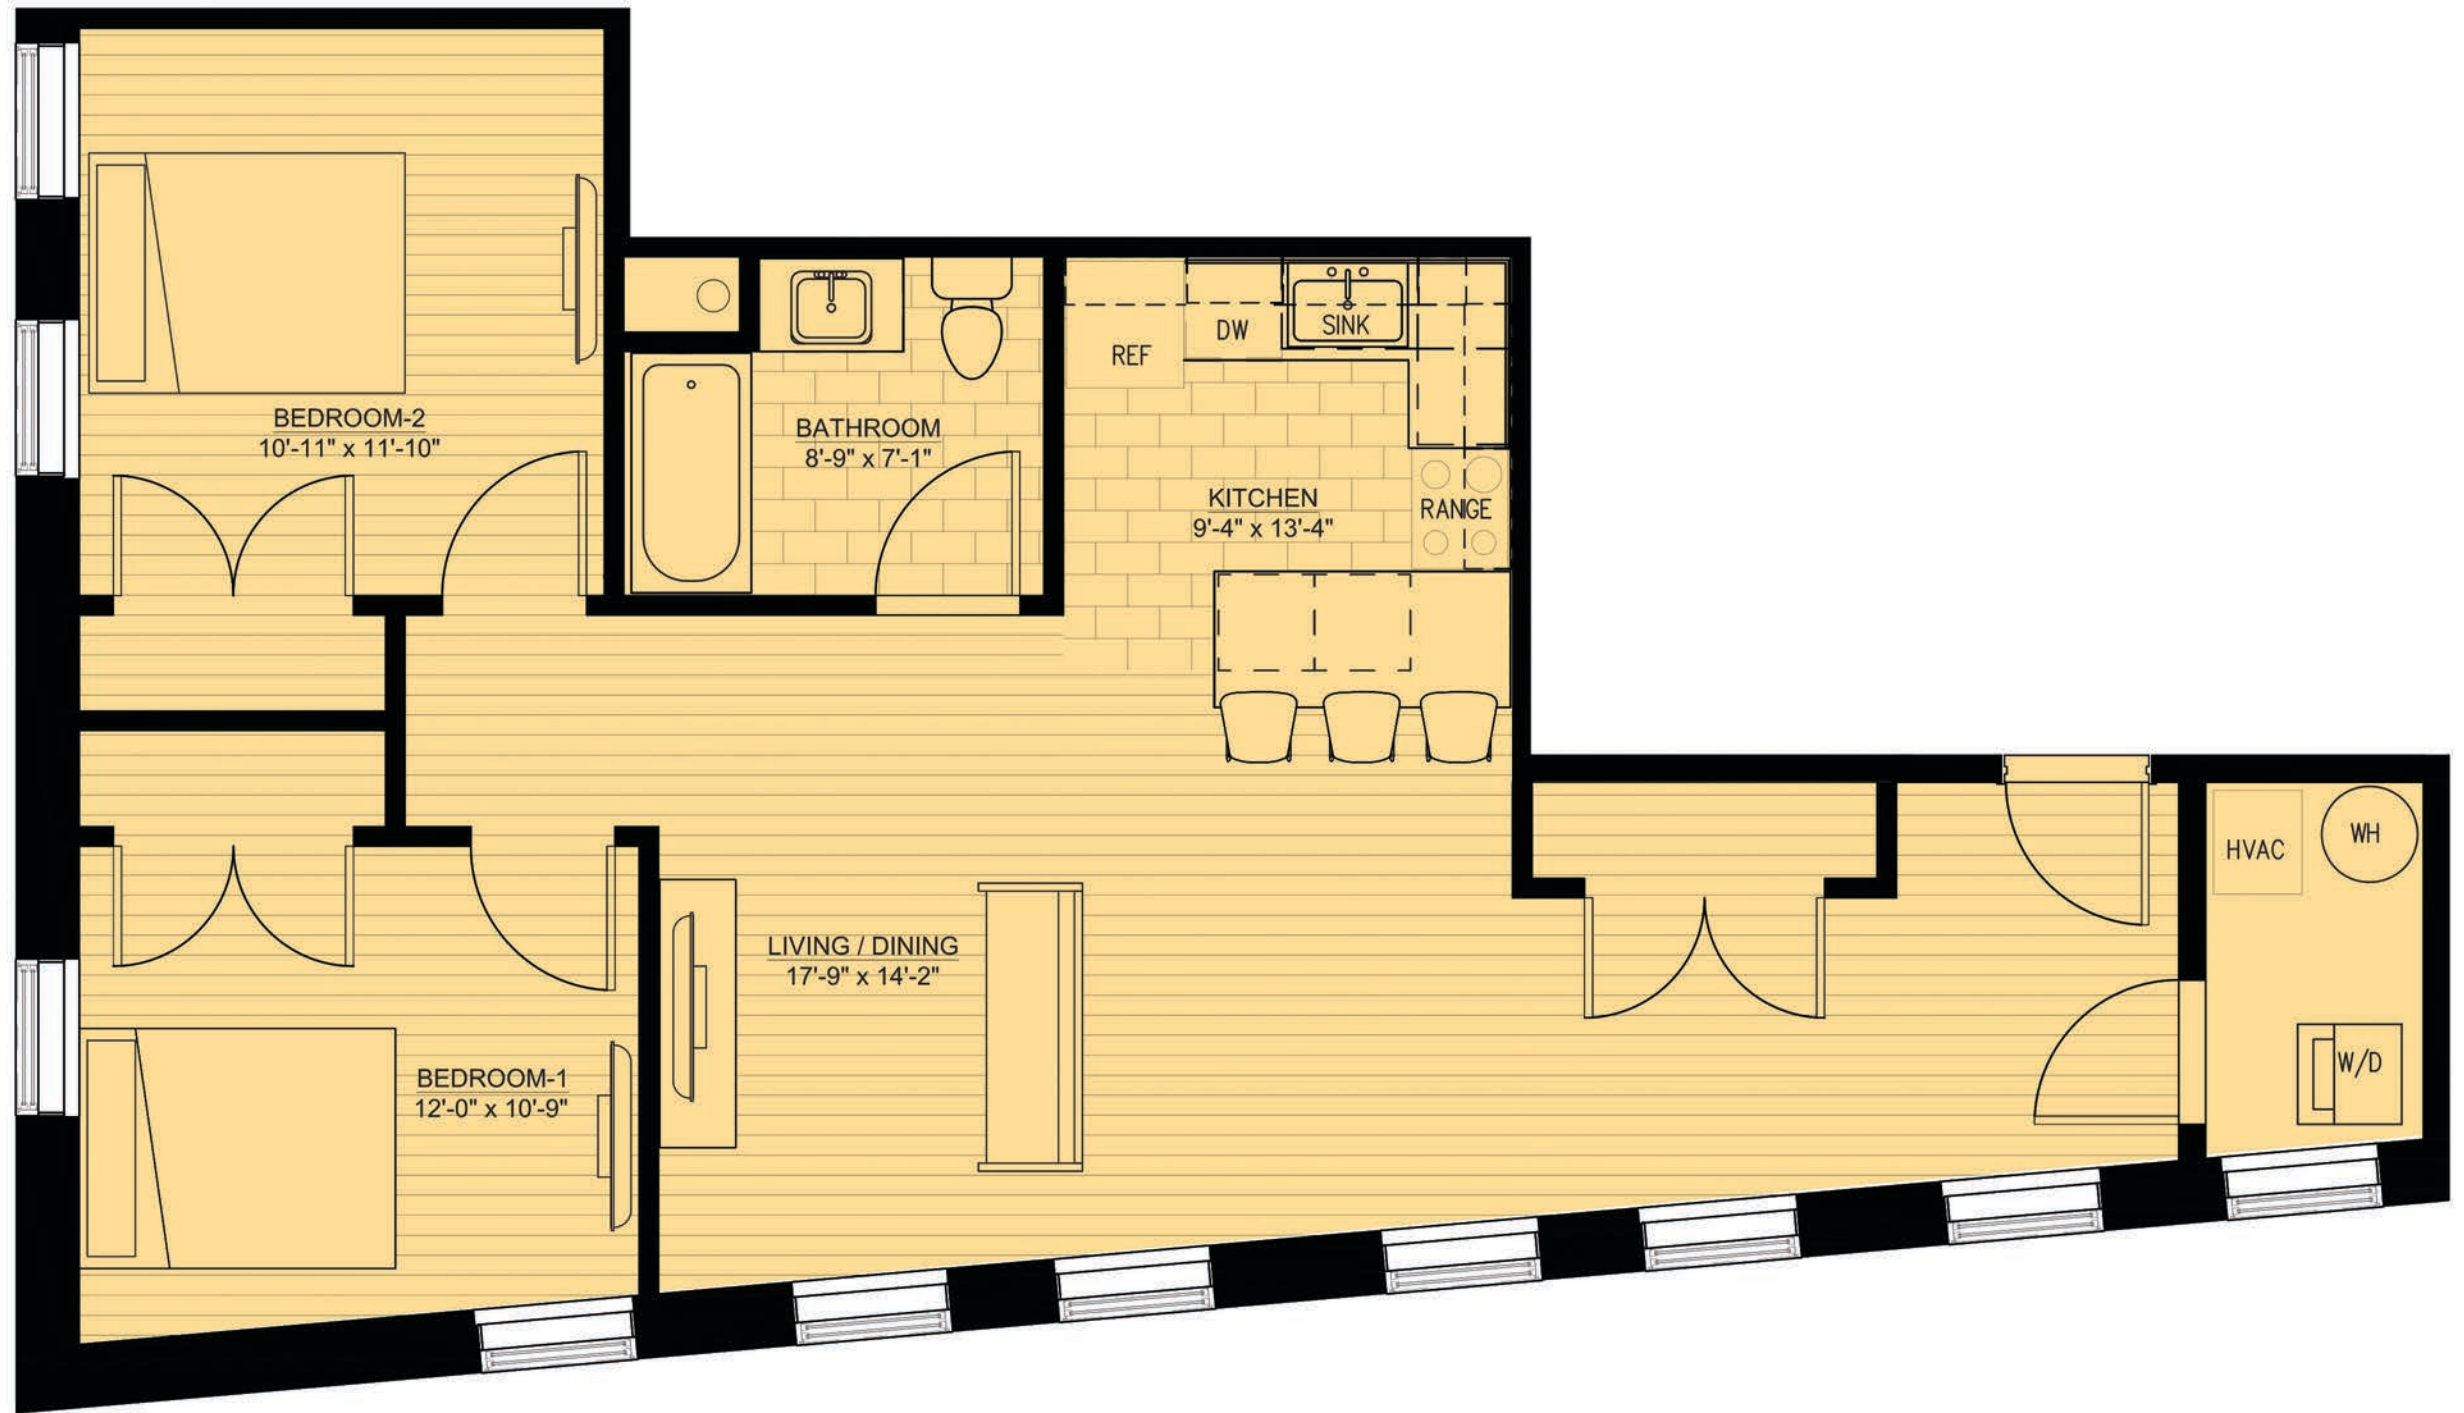 BEDROOM-2
10'-11" x 11'-10"
BATHROOM
8'-9" x 7'-1"
REF
DW
SINK
KITCHEN
9'-4" x 13'-4"
RANGE
HVAC
WH
W/D
LIVING / DINING
17'-9" x 14'-2"
BEDROOM-1
12'-0" x 10'-9"